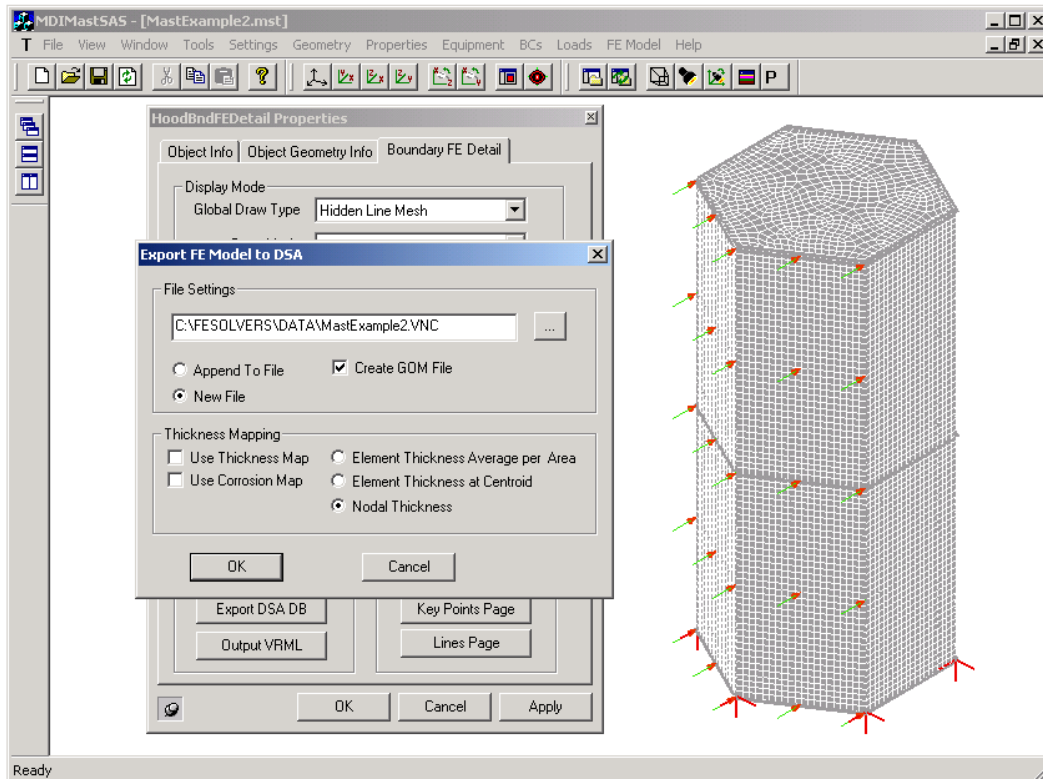 MDIMastSAS - [MastExample2.mst]
T File View Window Tools Settings Geometry Properties Equipment BCs Loads FE Model Help
P
HoodBndFEDetail Properties
Object Info Object Geometry Info Boundary FE Detail
Display Mode
Global Draw Type Hidden Line Mesh
Export FE Model to DSA
File Settings
C:\FESOLVERS\DATA\MastExample2.VNC ...
Append To File Create GOM File
New File
Thickness Mapping
Use Thickness Map Element Thickness Average per Area
Use Corrosion Map Element Thickness at Centroid
Nodal Thickness
OK Cancel
Export DSA DB Key Points Page
Output VRML Lines Page
OK Cancel Apply
Ready